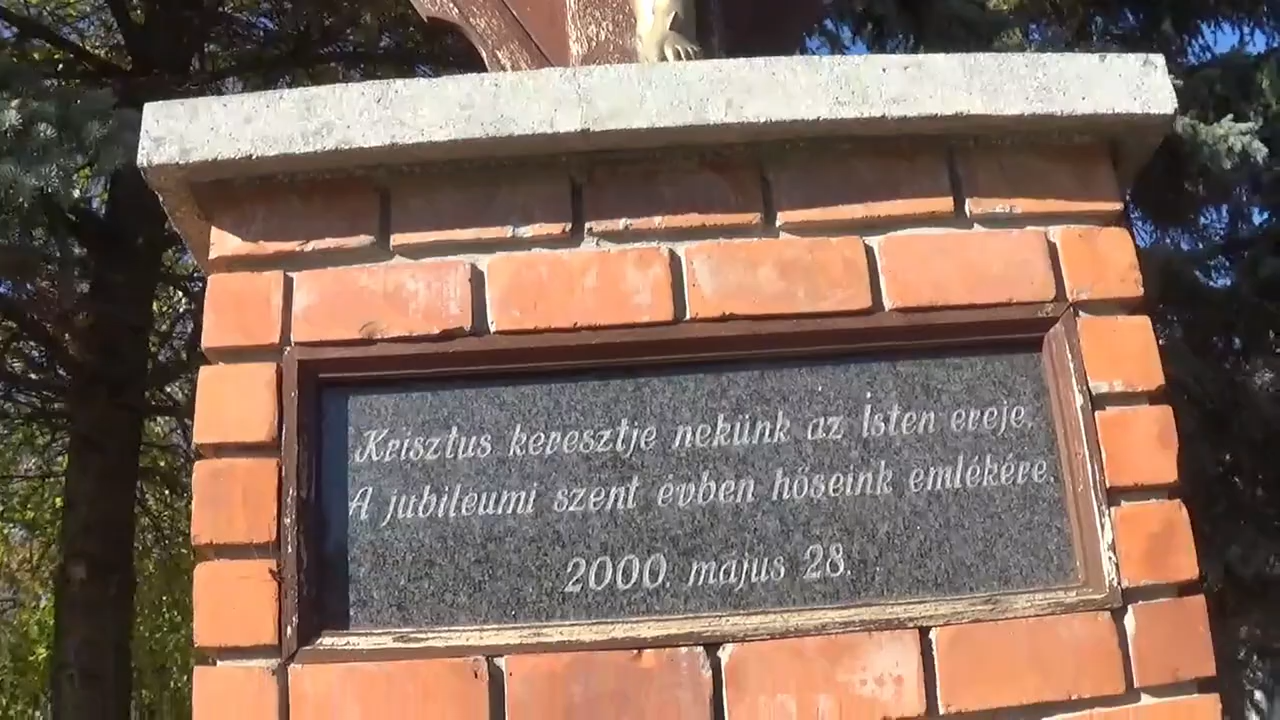 Krisztus keresztje nekünk az Isten ereje.
A jubileumi szent évben hőseink emlékére.
2000. május 28.